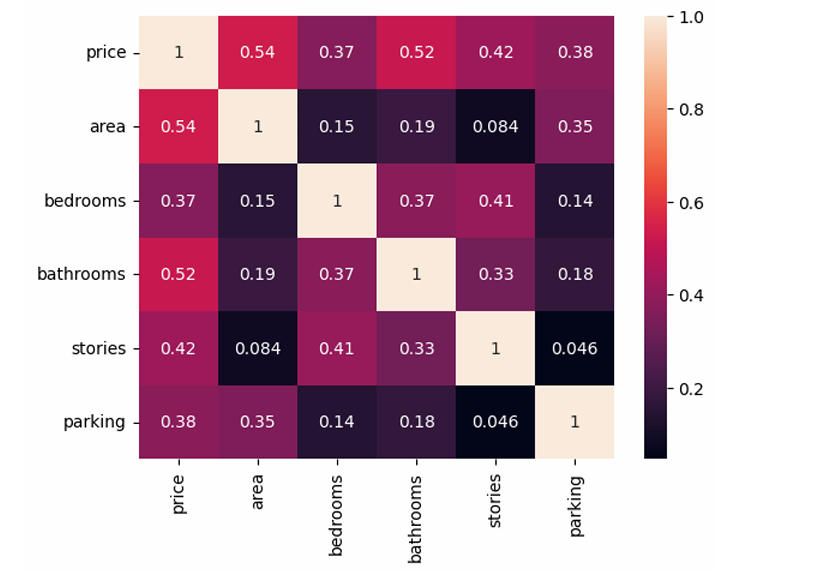 price 1 0.54 0.37 0.52 0.42 0.38
area 0.54 1 0.15 0.19 0.084 0.35
bedrooms 0.37 0.15 1 0.37 0.41 0.14
bathrooms 0.52 0.19 0.37 1 0.33 0.18
stories 0.42 0.084 0.41 0.33 1 0.046
parking 0.38 0.35 0.14 0.18 0.046 1
price area bedrooms bathrooms stories parking
1.0
0.8
0.6
0.4
0.2